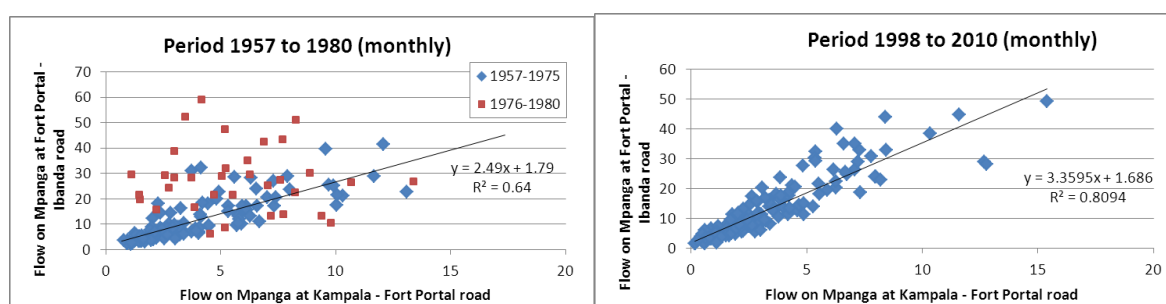 Period 1957 to 1980 (monthly)
Flow on Mpanga at Fort Portal -
Ibanda road
70
60
50
40
30
20
10
0
1957-1975
1976-1980
y = 2.49x + 1.79
R² = 0.64
0 5 10 15 20
Flow on Mpanga at Kampala - Fort Portal road
Period 1998 to 2010 (monthly)
Flow on Mpanga at Fort Portal -
Ibanda road
60
50
40
30
20
10
0
y = 3.3595x + 1.686
R² = 0.8094
0 5 10 15 20
Flow on Mpanga at Kampala - Fort Portal road